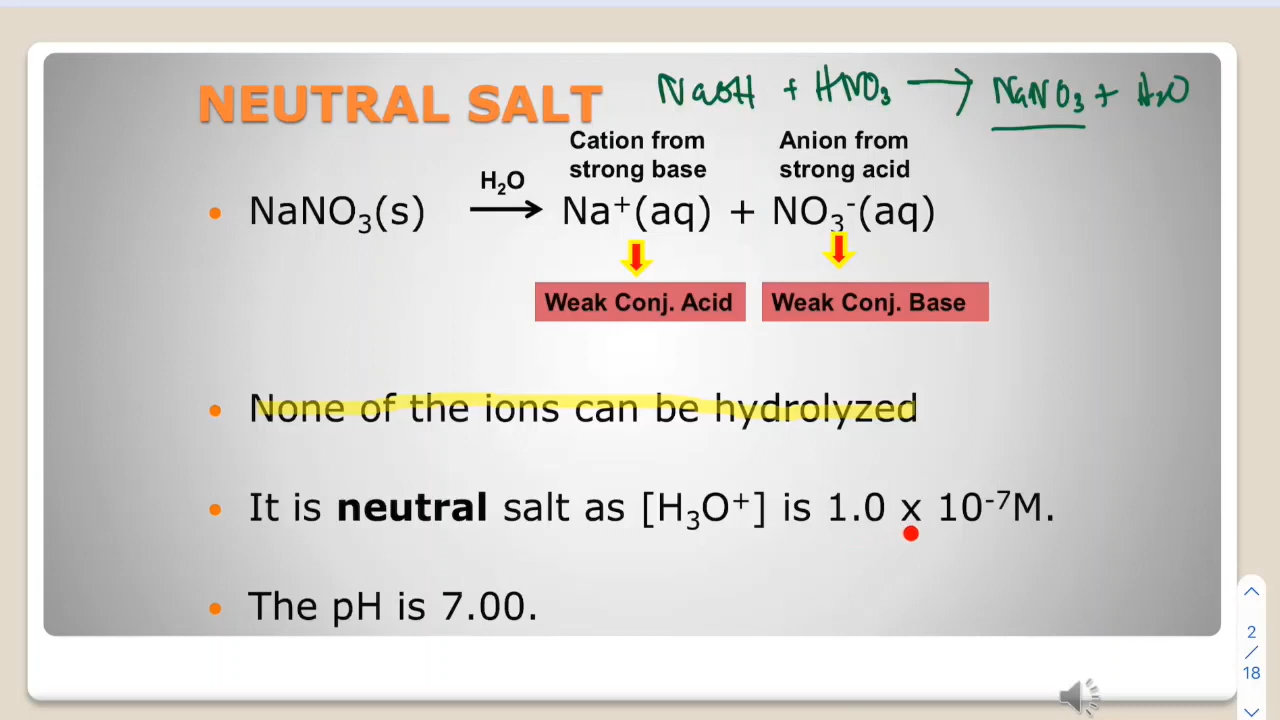 NEUTRAL SALT
NaOH + HNO₃ → NaNO₃ + H₂O
Cation from strong base
Anion from strong acid
• NaNO₃(s) H₂O → Na⁺(aq) + NO₃⁻(aq)
Weak Conj. Acid
Weak Conj. Base
• None of the ions can be hydrolyzed
• It is neutral salt as [H₃O⁺] is 1.0 x 10⁻⁷M.
• The pH is 7.00.
2
/
18